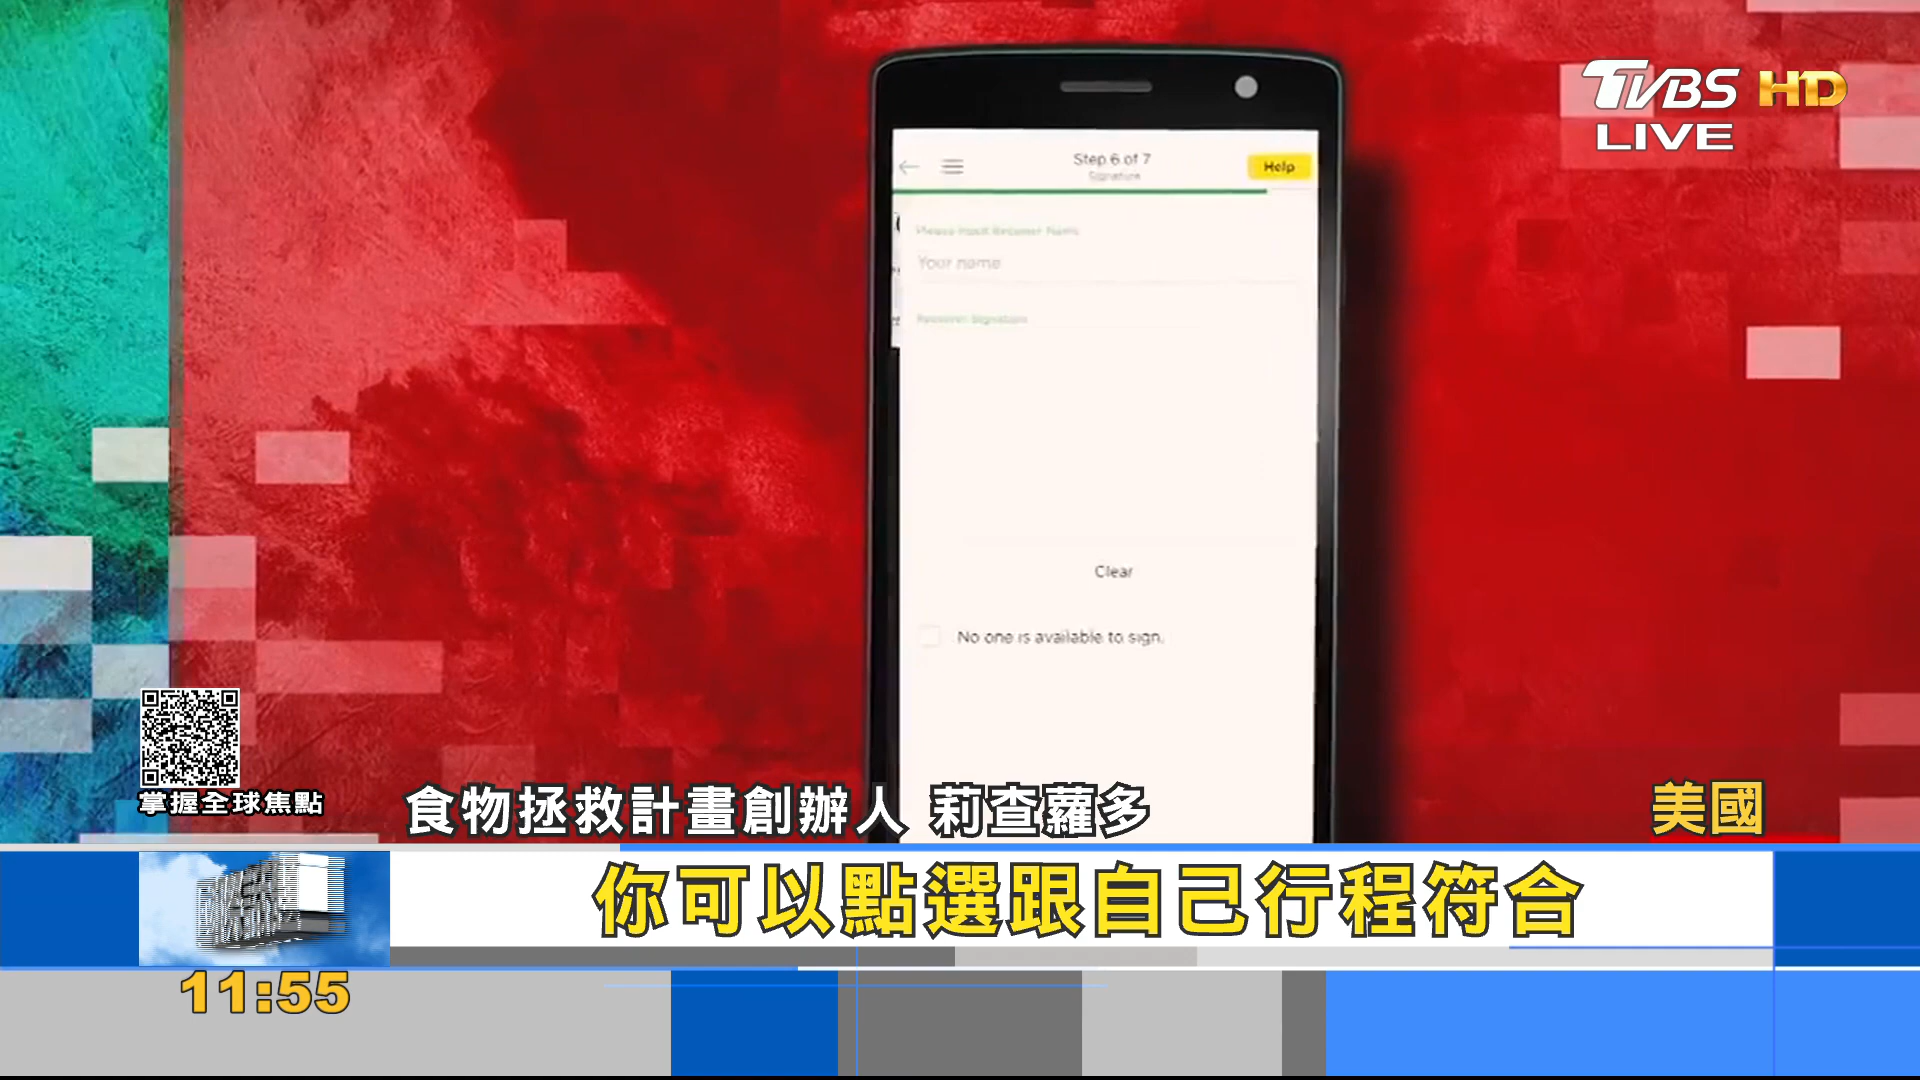 TVBS HD
LIVE
Step 6 of 7
Signature
Help
Your name
Clear
No one is available to sign.
掌握全球焦點
食物拯救計畫創辦人 莉查蘿多
美國
你可以點選跟自己行程符合
11:55